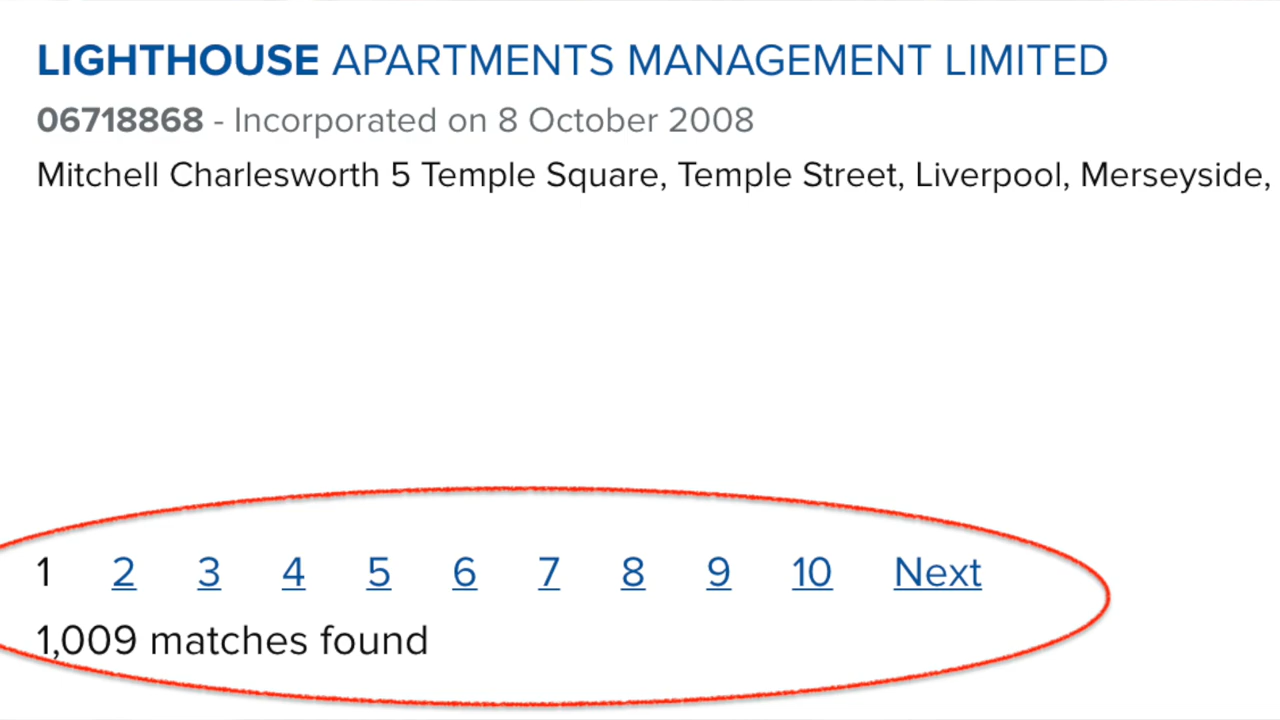 LIGHTHOUSE APARTMENTS MANAGEMENT LIMITED
06718868 - Incorporated on 8 October 2008
Mitchell Charlesworth 5 Temple Square, Temple Street, Liverpool, Merseyside,
1 2 3 4 5 6 7 8 9 10 Next
1,009 matches found